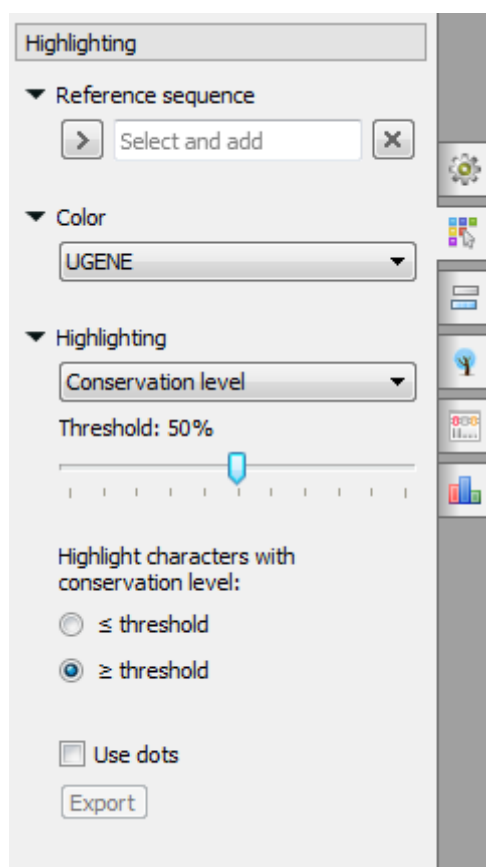 Highlighting
Reference sequence
Select and add
Color
UGENE
Highlighting
Conservation level
Threshold: 50%
Highlight characters with
conservation level:
≤ threshold
≥ threshold
Use dots
Export